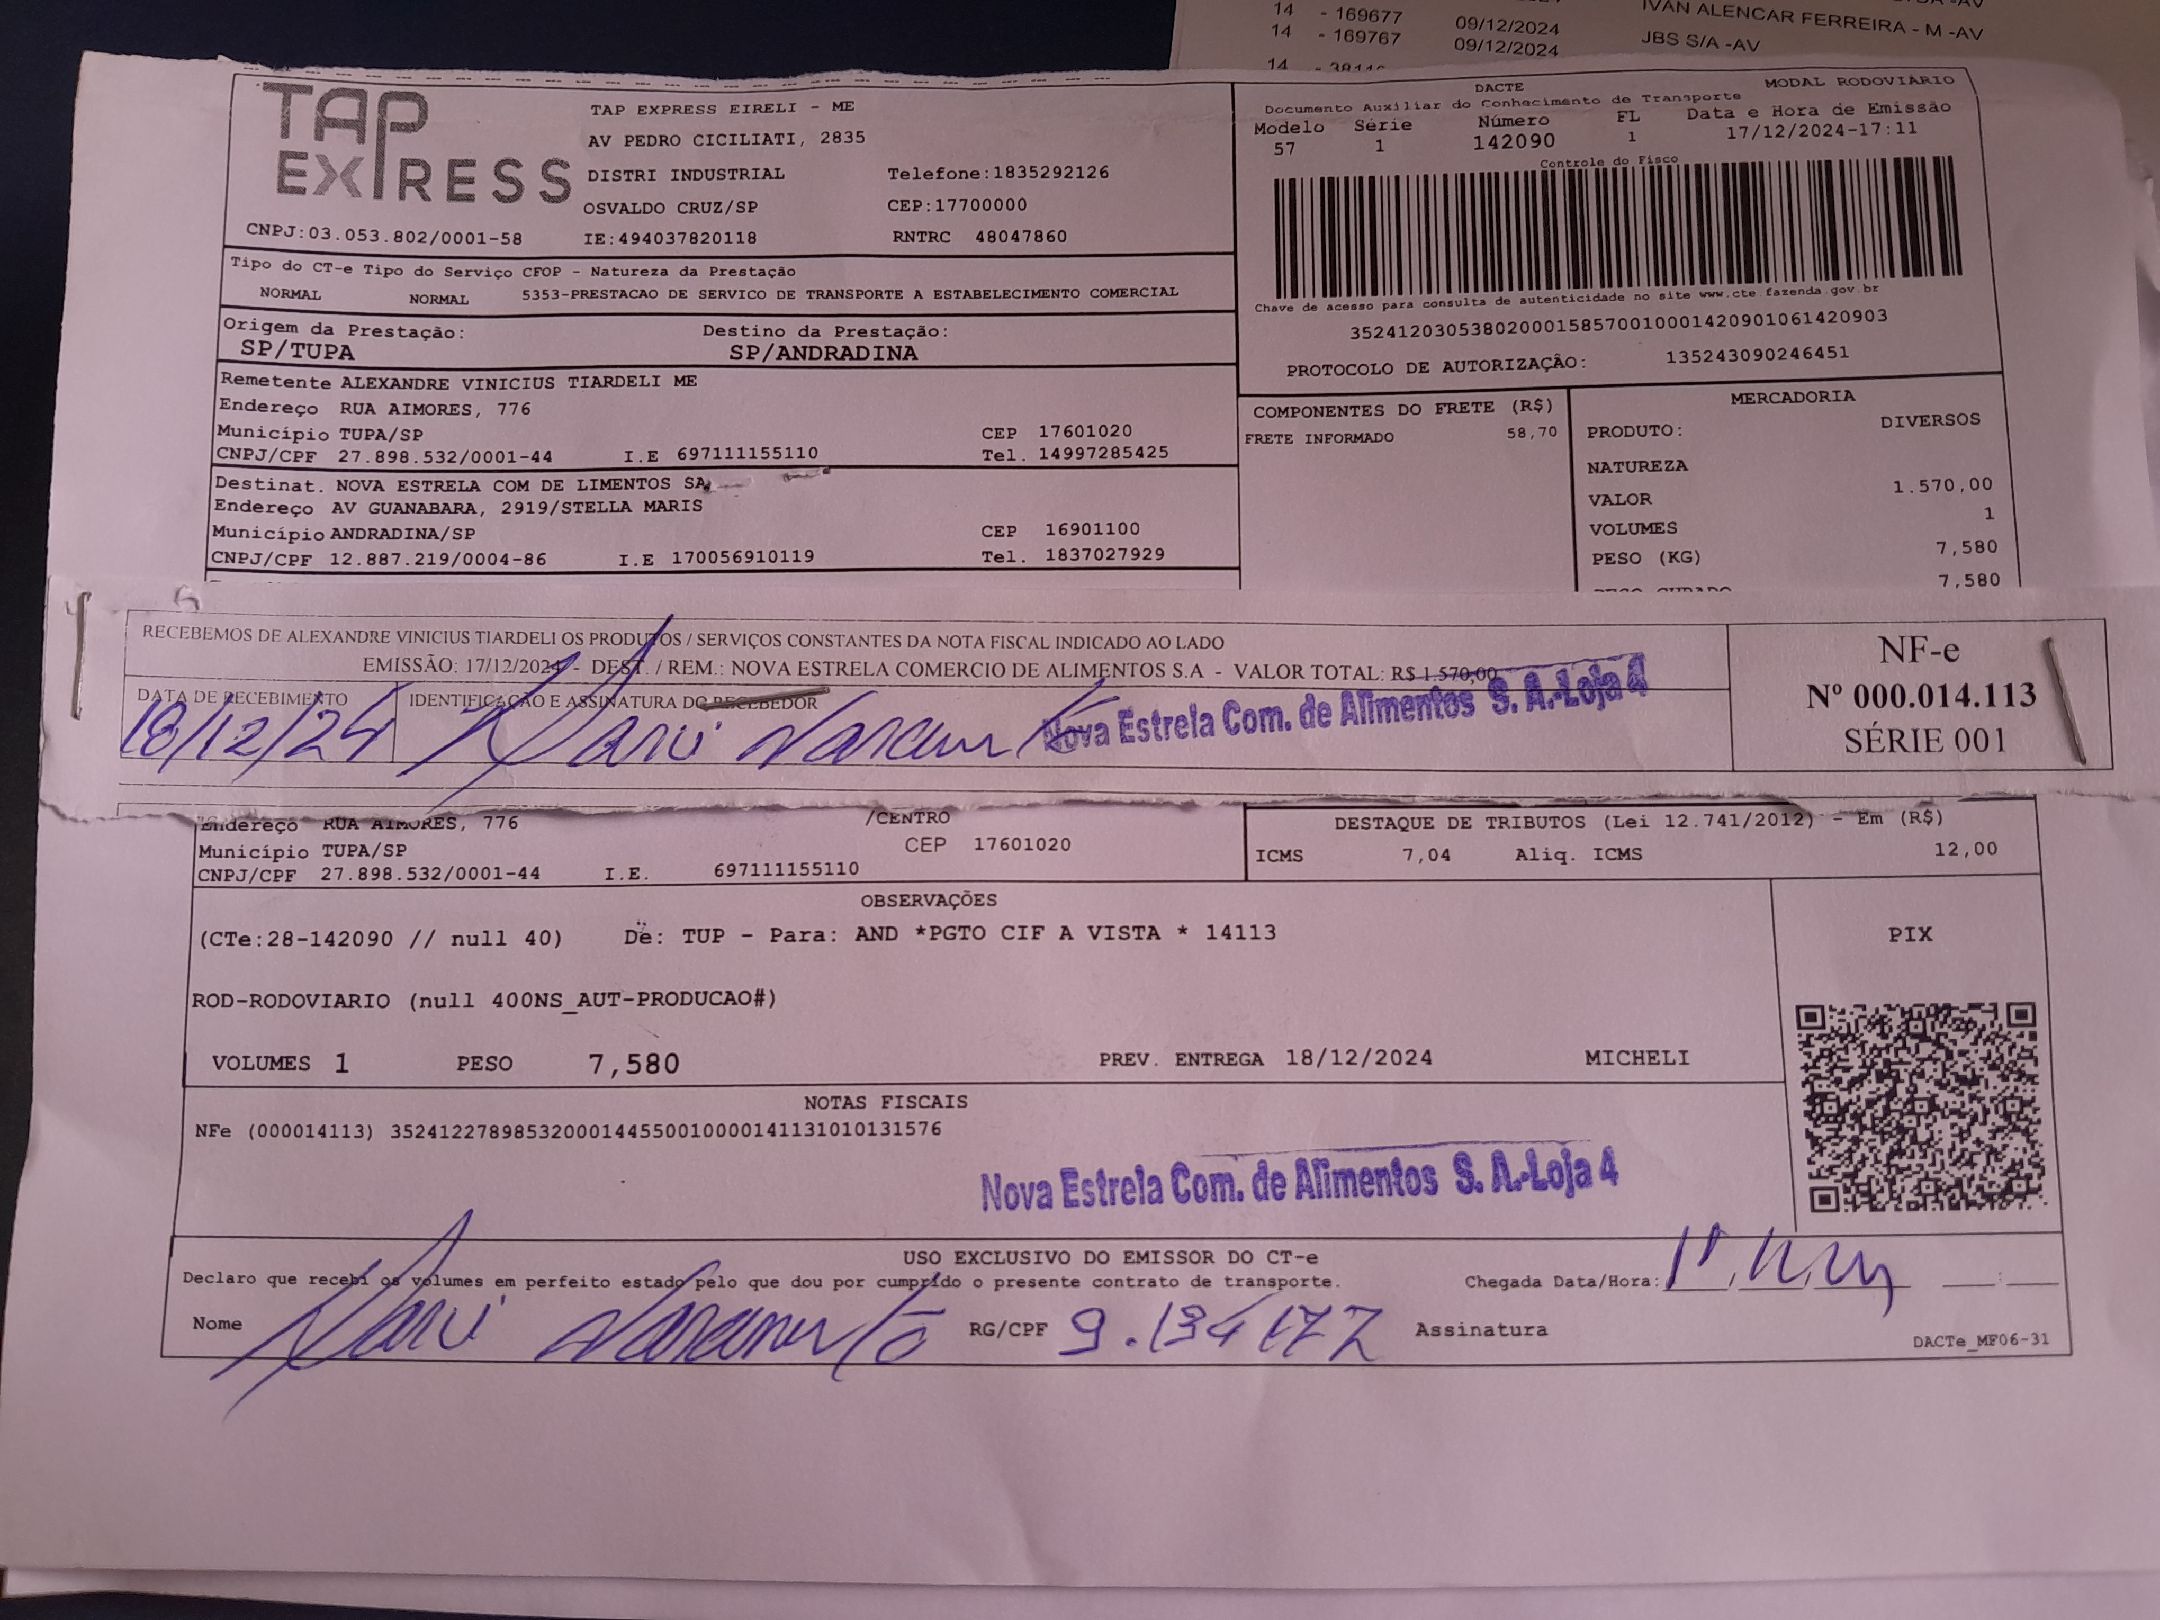 14 - 169677 09/12/2024 IVAN ALENCAR FERREIRA - M -AV
14 - 169767 09/12/2024 JBS S/A -AV
14
TAP EXPRESS
TAP EXPRESS EIRELI - ME
AV PEDRO CICILIATI, 2835
DISTRI INDUSTRIAL Telefone:1835292126
OSVALDO CRUZ/SP CEP:17700000
CNPJ:03.053.802/0001-58 IE:494037820118 RNTRC 48047860
DACTE MODAL RODOVIARIO
Documento Auxiliar do Conhecimento de Transporte
Modelo Série Número FL Data e Hora de Emissão
57 1 142090 1 17/12/2024-17:11
Controle do Fisco
Chave de acesso para consulta de autenticidade no site www.cte.fazenda.gov.br
35241203053802000158570010001420901061420903
PROTOCOLO DE AUTORIZAÇÃO: 135243090246451
Tipo do CT-e Tipo do Serviço CFOP - Natureza da Prestação
NORMAL NORMAL 5353-PRESTACAO DE SERVICO DE TRANSPORTE A ESTABELECIMENTO COMERCIAL
Origem da Prestação: Destino da Prestação:
SP/TUPA SP/ANDRADINA
Remetente ALEXANDRE VINICIUS TIARDELI ME
Endereço RUA AIMORES, 776
Município TUPA/SP CEP 17601020
CNPJ/CPF 27.898.532/0001-44 I.E 697111155110 Tel. 14997285425
Destinat. NOVA ESTRELA COM DE LIMENTOS SA
Endereço AV GUANABARA, 2919/STELLA MARIS
Município ANDRADINA/SP CEP 16901100
CNPJ/CPF 12.887.219/0004-86 I.E 170056910119 Tel. 1837027929
COMPONENTES DO FRETE (R$)
FRETE INFORMADO 58,70
MERCADORIA
PRODUTO: DIVERSOS
NATUREZA
VALOR 1.570,00
VOLUMES 1
PESO (KG) 7,580
7,580
RECEBEMOS DE ALEXANDRE VINICIUS TIARDELI OS PRODUTOS / SERVIÇOS CONSTANTES DA NOTA FISCAL INDICADO AO LADO
EMISSÃO: 17/12/2024 - DEST. / REM.: NOVA ESTRELA COMERCIO DE ALIMENTOS S.A - VALOR TOTAL: R$ 1.570,00
DATA DE RECEBIMENTO IDENTIFICAÇÃO E ASSINATURA DO RECEBEDOR
18/12/24
Nova Estrela Com. de Alimentos S. A.-Loja 4
NF-e
Nº 000.014.113
SÉRIE 001
Endereço RUA AIMORES, 776 /CENTRO
Município TUPA/SP CEP 17601020
CNPJ/CPF 27.898.532/0001-44 I.E. 697111155110
DESTAQUE DE TRIBUTOS (Lei 12.741/2012) - Em (R$)
ICMS 7,04 Aliq. ICMS 12,00
OBSERVAÇÕES
(CTe:28-142090 // null 40) De: TUP - Para: AND *PGTO CIF A VISTA * 14113
ROD-RODOVIARIO (null 400NS_AUT-PRODUCAO#)
VOLUMES 1 PESO 7,580 PREV. ENTREGA 18/12/2024 MICHELI
PIX
NOTAS FISCAIS
NFe (000014113) 35241227898532000144550010000141131010131576
Nova Estrela Com. de Alimentos S. A.-Loja 4
USO EXCLUSIVO DO EMISSOR DO CT-e
Declaro que recebi os volumes em perfeito estado pelo que dou por cumprido o presente contrato de transporte. Chegada Data/Hora:
Nome RG/CPF 9.134177 Assinatura
DACTe_MF06-31